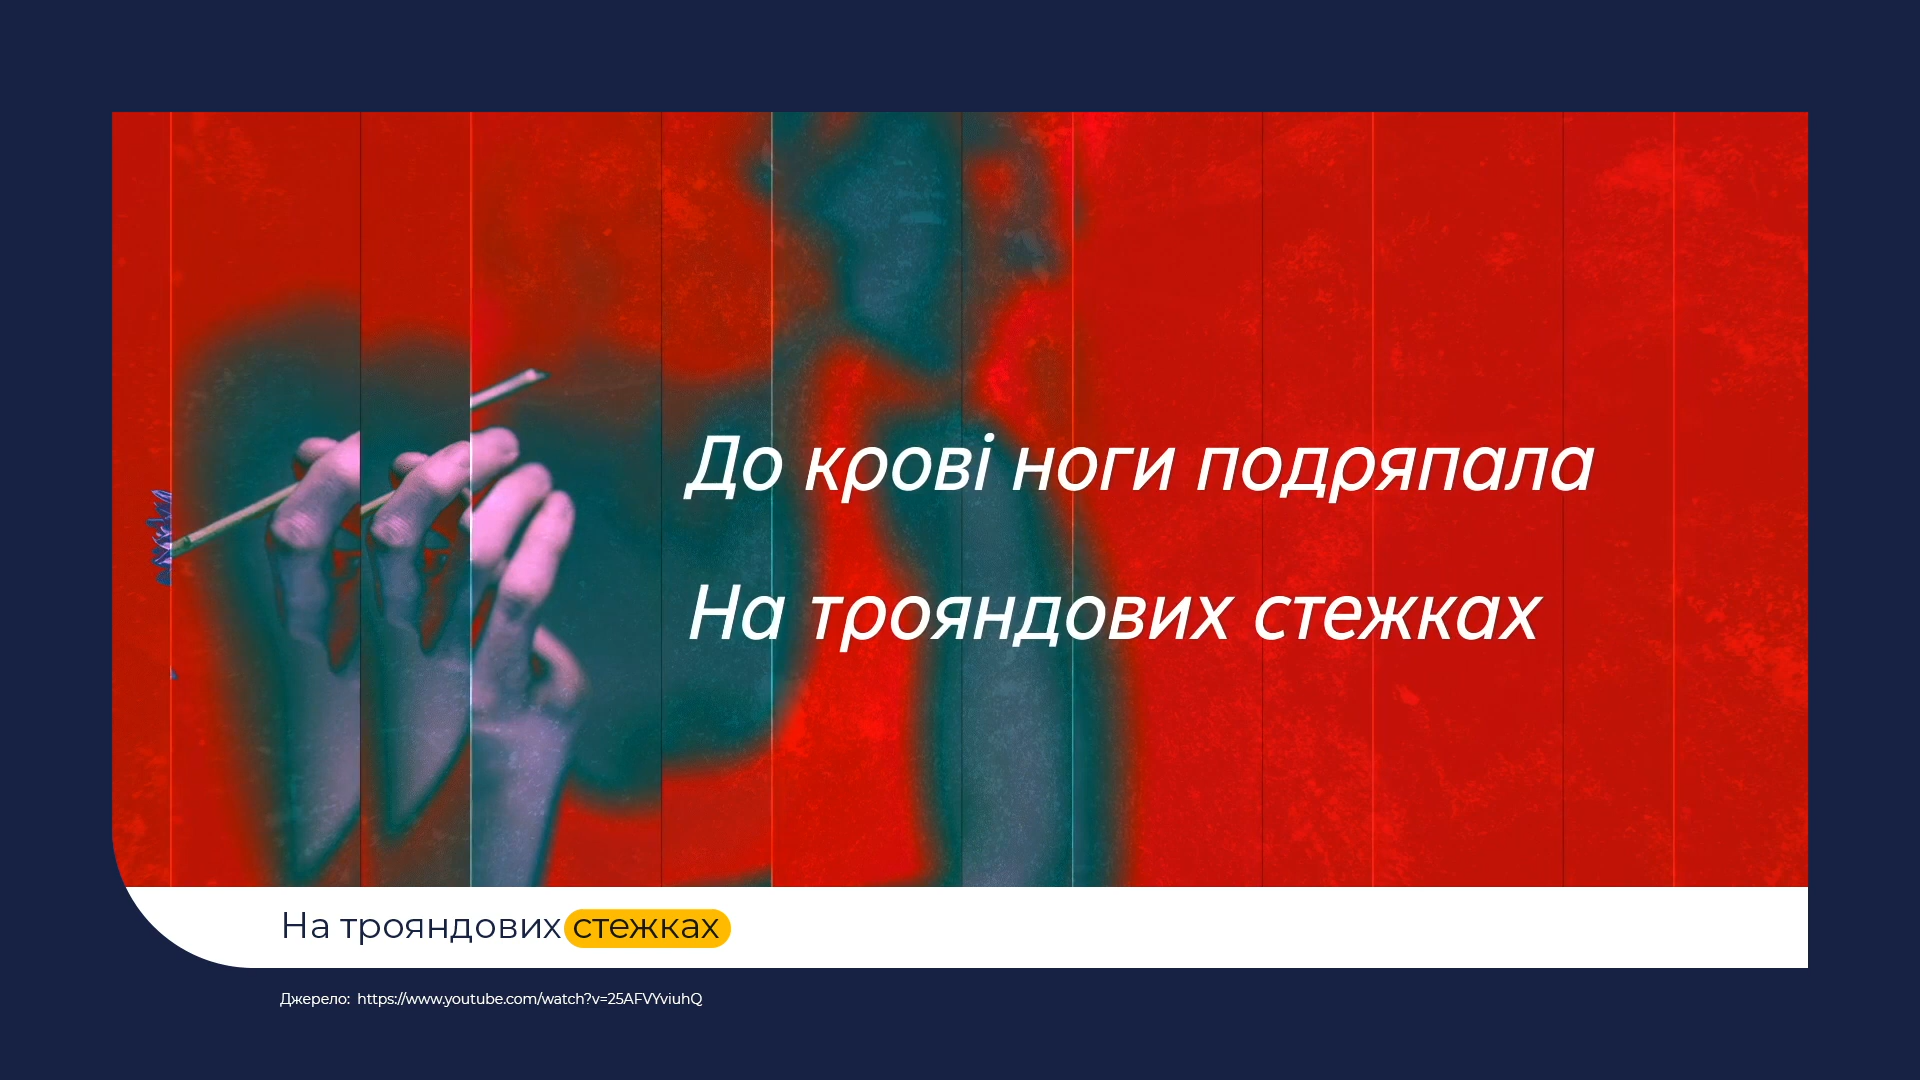 До крові ноги подряпала
На трояндових стежках
На трояндових стежках
Джерело: https://www.youtube.com/watch?v=25AFVYviuhQ